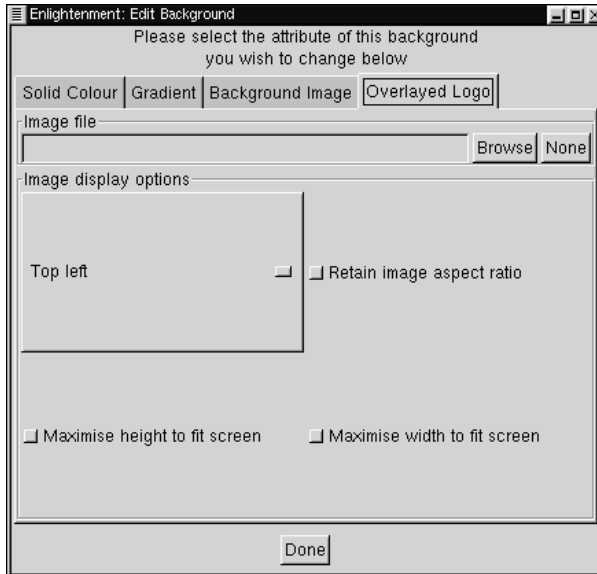 Enlightenment: Edit Background
Please select the attribute of this background
you wish to change below
Solid Colour Gradient Background Image Overlayed Logo
Image file
Browse None
Image display options
Top left
Retain image aspect ratio
Maximise height to fit screen Maximise width to fit screen
Done